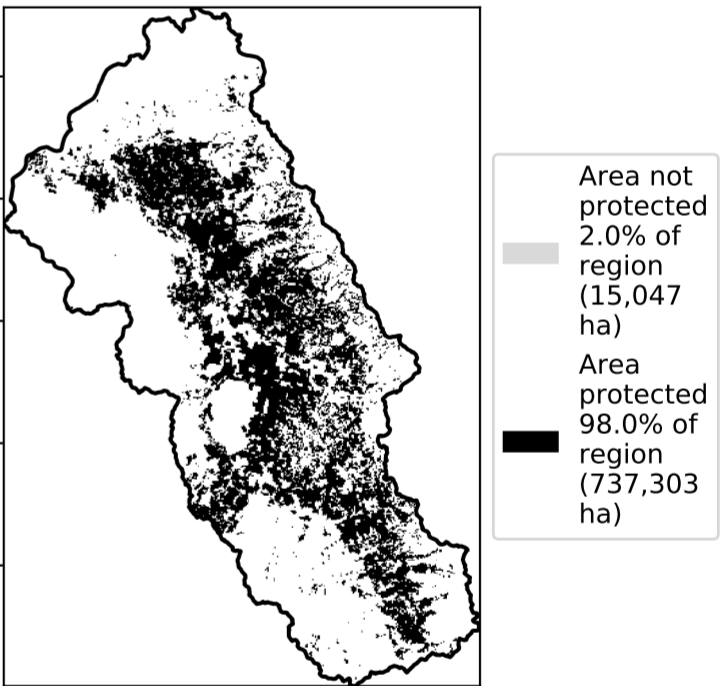 Area not
protected
2.0% of
region
(15,047
ha)
Area
protected
98.0% of
region
(737,303
ha)